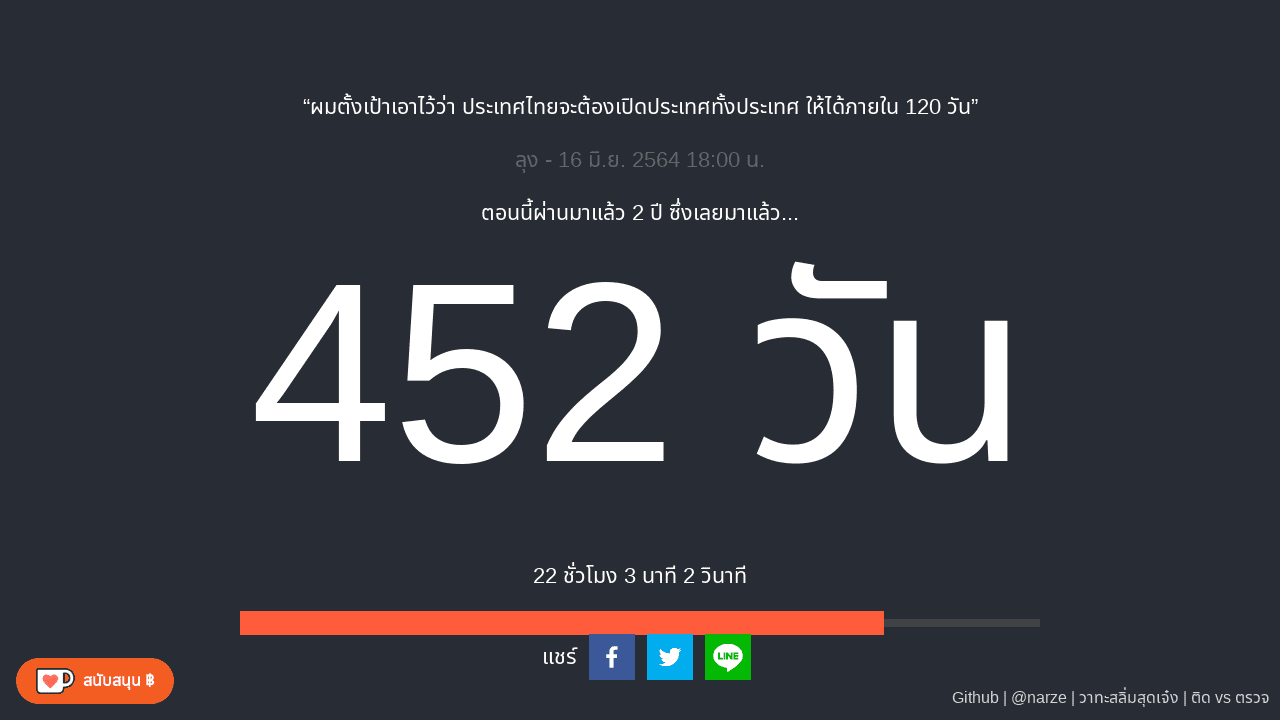 “ผมตั้งเป้าเอาไว้ว่า ประเทศไทยจะต้องเปิดประเทศทั้งประเทศ ให้ได้ภายใน 120 วัน”
ลุง - 16 มิ.ย. 2564 18:00 น.
ตอนนี้ผ่านมาแล้ว 2 ปี ซึ่งเลยมาแล้ว...
452 วัน
22 ชั่วโมง 3 นาที 2 วินาที
แชร์
LINE
สนับสนุน ฿
Github | @narze | วาทะสลิ่มสุดเจ๋ง | ติด vs ตรวจ